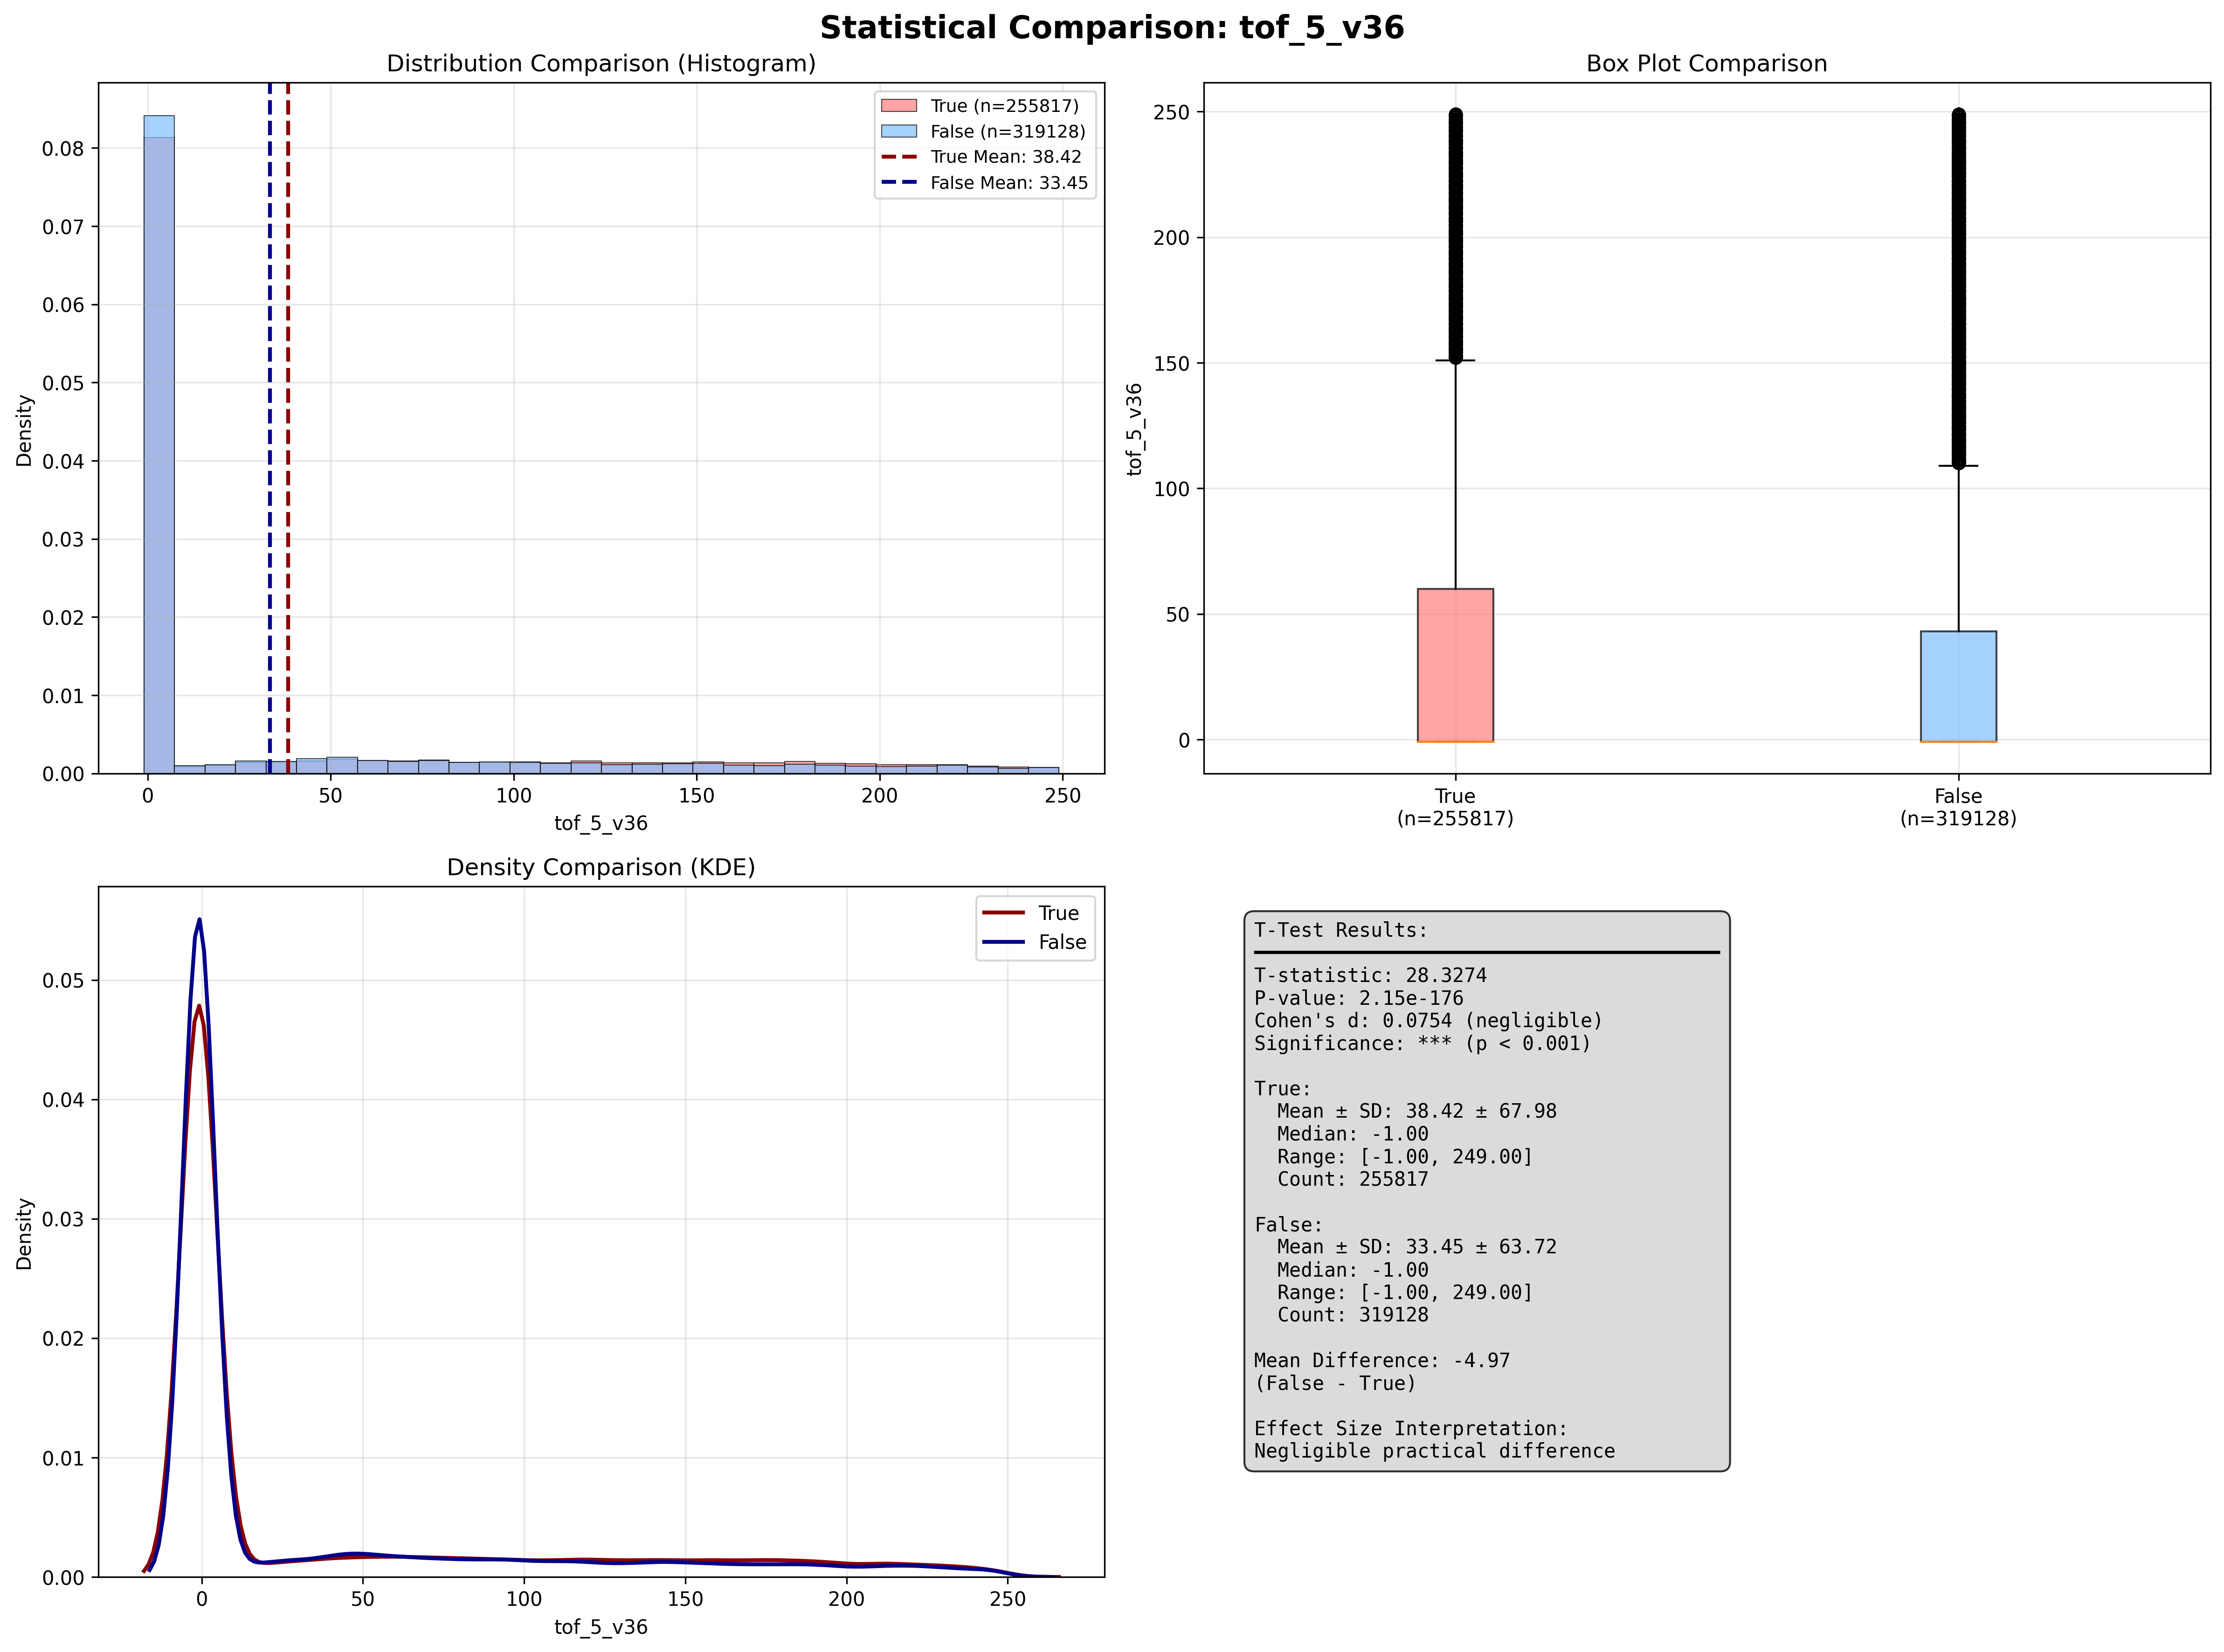 Statistical Comparison: tof_5_v36
Distribution Comparison (Histogram)
Density
0.08
0.07
0.06
0.05
0.04
0.03
0.02
0.01
0.00
0
50
100
150
200
250
tof_5_v36
True (n=255817)
False (n=319128)
True Mean: 38.42
False Mean: 33.45
Box Plot Comparison
tof_5_v36
250
200
150
100
50
0
True
(n=255817)
False
(n=319128)
Density Comparison (KDE)
Density
0.05
0.04
0.03
0.02
0.01
0.00
0
50
100
150
200
250
tof_5_v36
True
False
T-Test Results:
T-statistic: 28.3274
P-value: 2.15e-176
Cohen's d: 0.0754 (negligible)
Significance: *** (p < 0.001)
True:
Mean ± SD: 38.42 ± 67.98
Median: -1.00
Range: [-1.00, 249.00]
Count: 255817
False:
Mean ± SD: 33.45 ± 63.72
Median: -1.00
Range: [-1.00, 249.00]
Count: 319128
Mean Difference: -4.97
(False - True)
Effect Size Interpretation:
Negligible practical difference